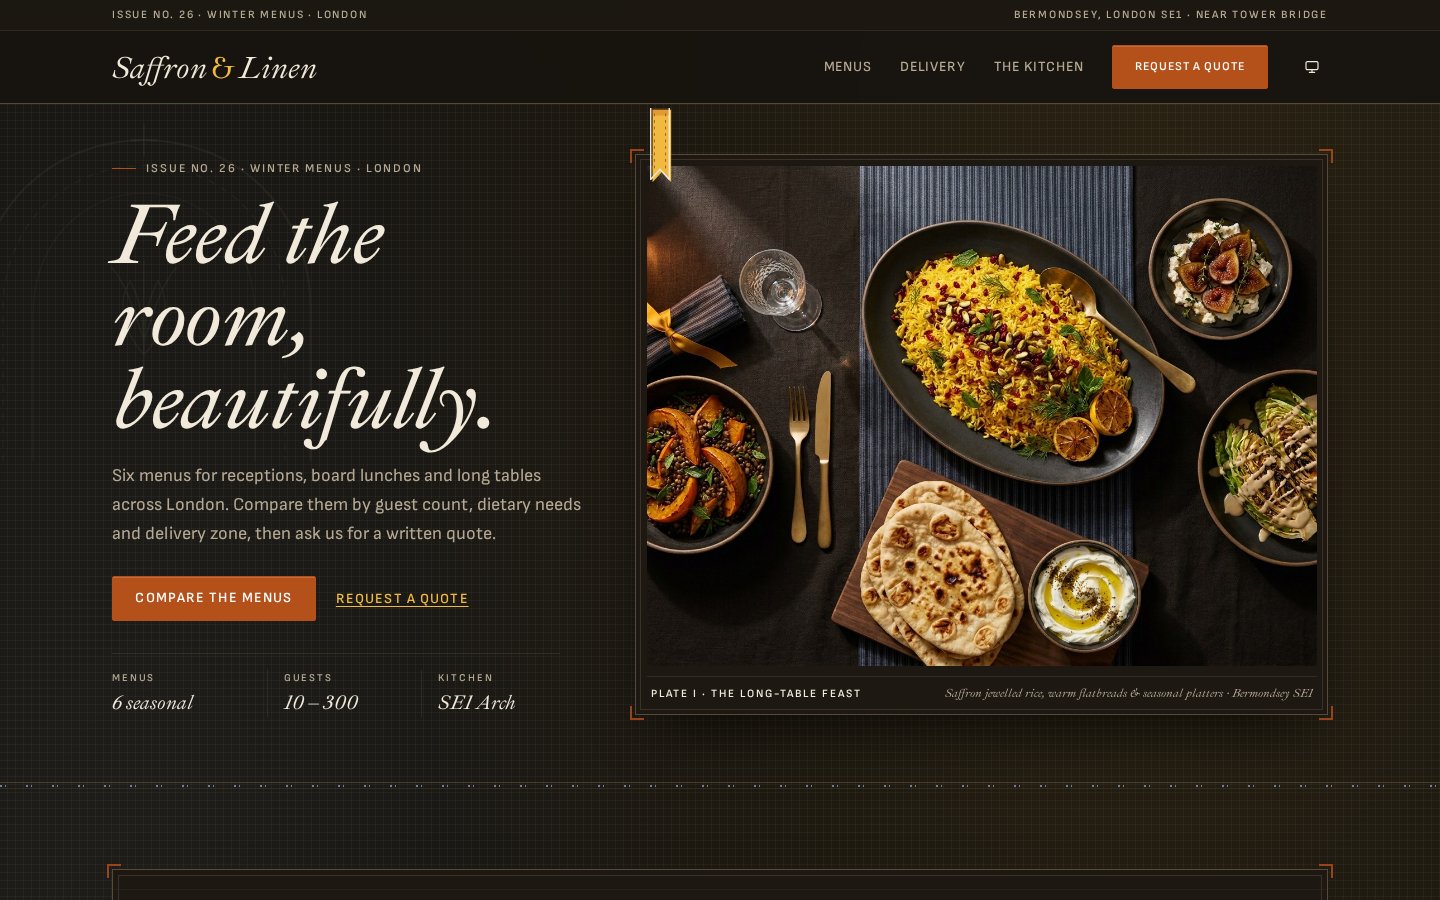 ISSUE NO. 26 · WINTER MENUS · LONDON
BERMONDSEY, LONDON SE1 · NEAR TOWER BRIDGE
Saffron & Linen
MENUS
DELIVERY
THE KITCHEN
REQUEST A QUOTE
ISSUE NO. 26 · WINTER MENUS · LONDON
Feed the
room,
beautifully.
Six menus for receptions, board lunches and long tables
across London. Compare them by guest count, dietary needs
and delivery zone, then ask us for a written quote.
COMPARE THE MENUS
REQUEST A QUOTE
MENUS
6 seasonal
GUESTS
10 – 300
KITCHEN
SE1 Arch
PLATE I · THE LONG-TABLE FEAST
Saffron jewelled rice, warm flatbreads & seasonal platters · Bermondsey SE1